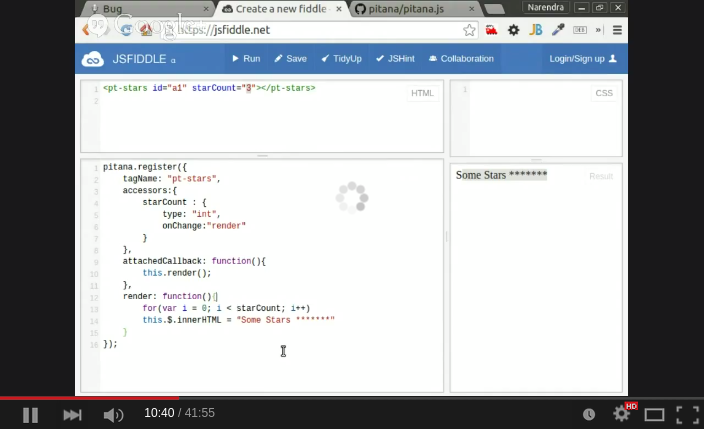 Bug
Create a new fiddle -
pitana/pitana.js
Narendra
Google+
https://jsfiddle.net
JB
DEV
JSFIDDLE α
Run
Save
TidyUp
JSHint
Collaboration
Login/Sign up
1 <pt-stars id="a1" starCount="3"></pt-stars>
2
HTML
1
CSS
1 pitana.register({
2 tagName: "pt-stars",
3 accessors:{
4 starCount : {
5 type: "int",
6 onChange:"render"
7 }
8 },
9 attachedCallback: function(){
10 this.render();
11 },
12 render: function(){
13 for(var i = 0; i < starCount; i++)
14 this.$.innerHTML = "Some Stars *******"
15 }
16 });
Some Stars *******
Result
10:40 / 41:55
HD